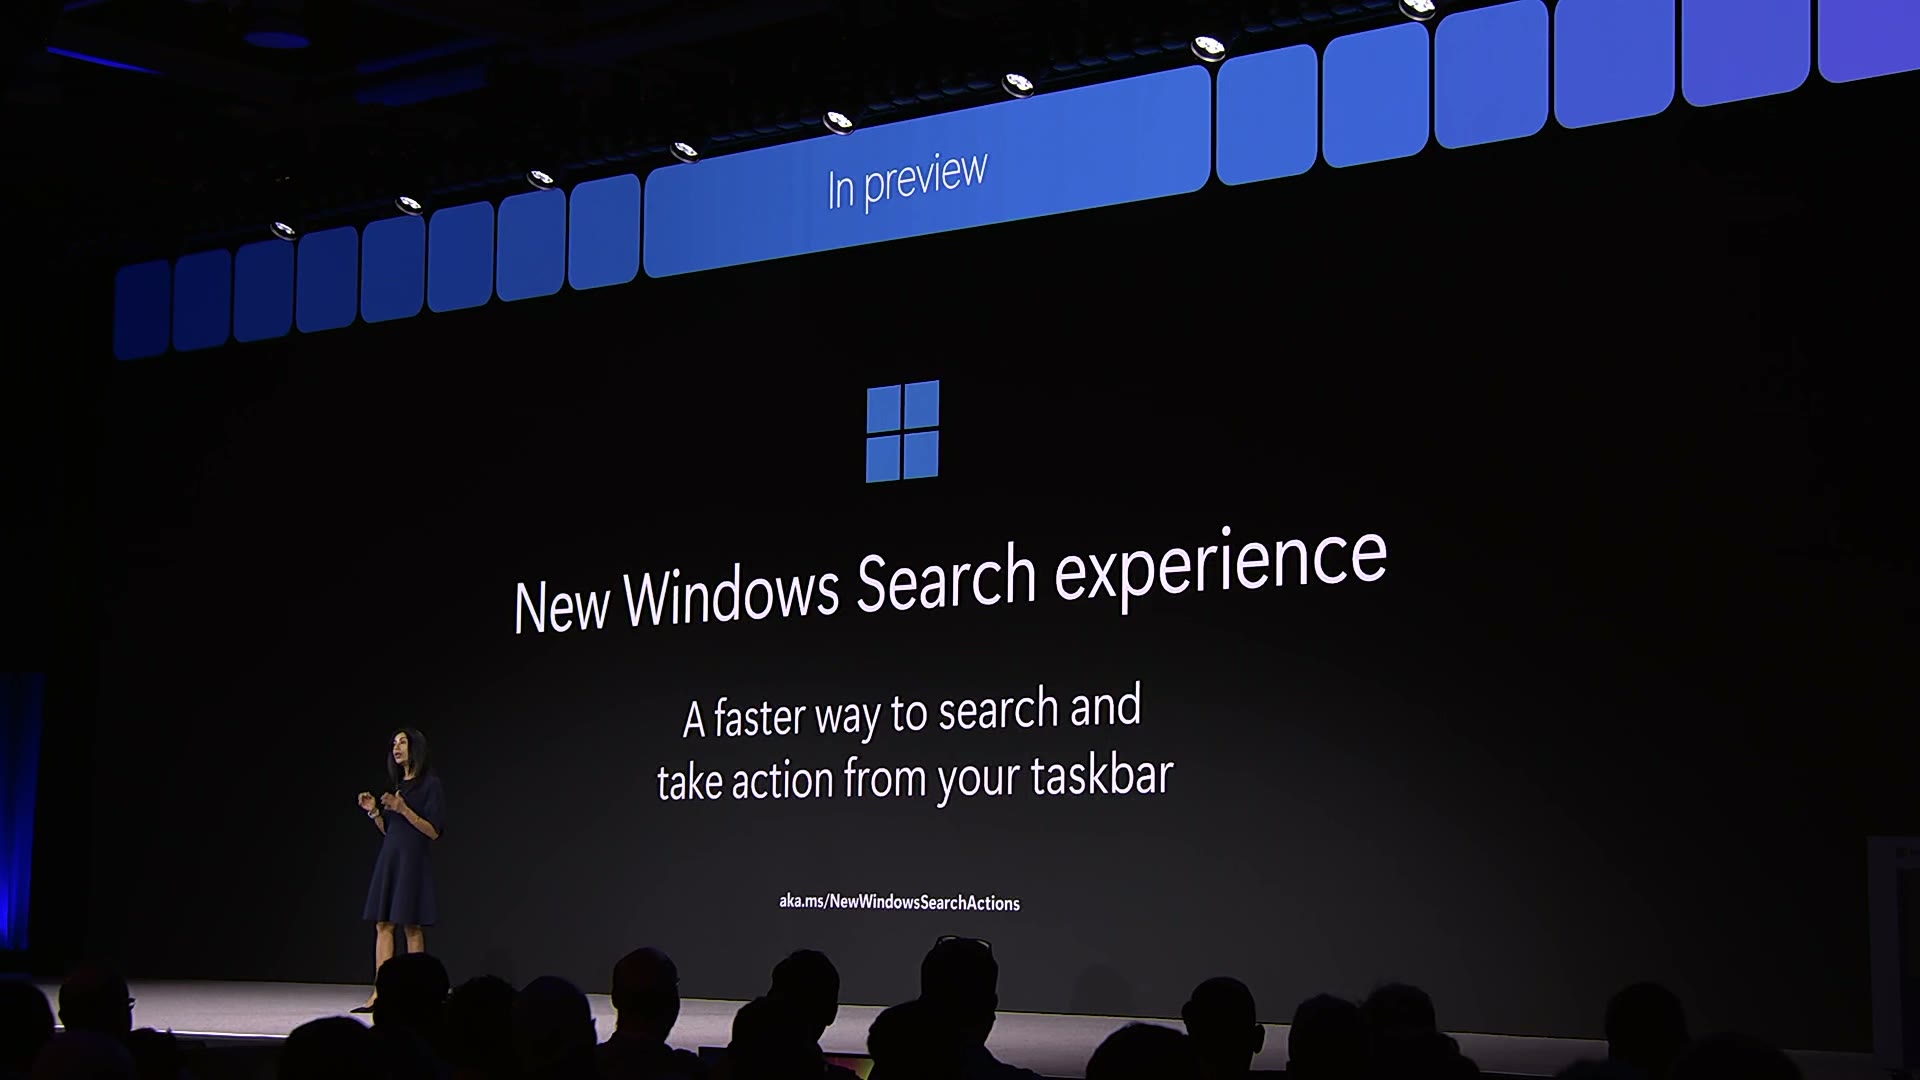 In preview
New Windows Search experience
A faster way to search and
take action from your taskbar
aka.ms/NewWindowsSearchActions